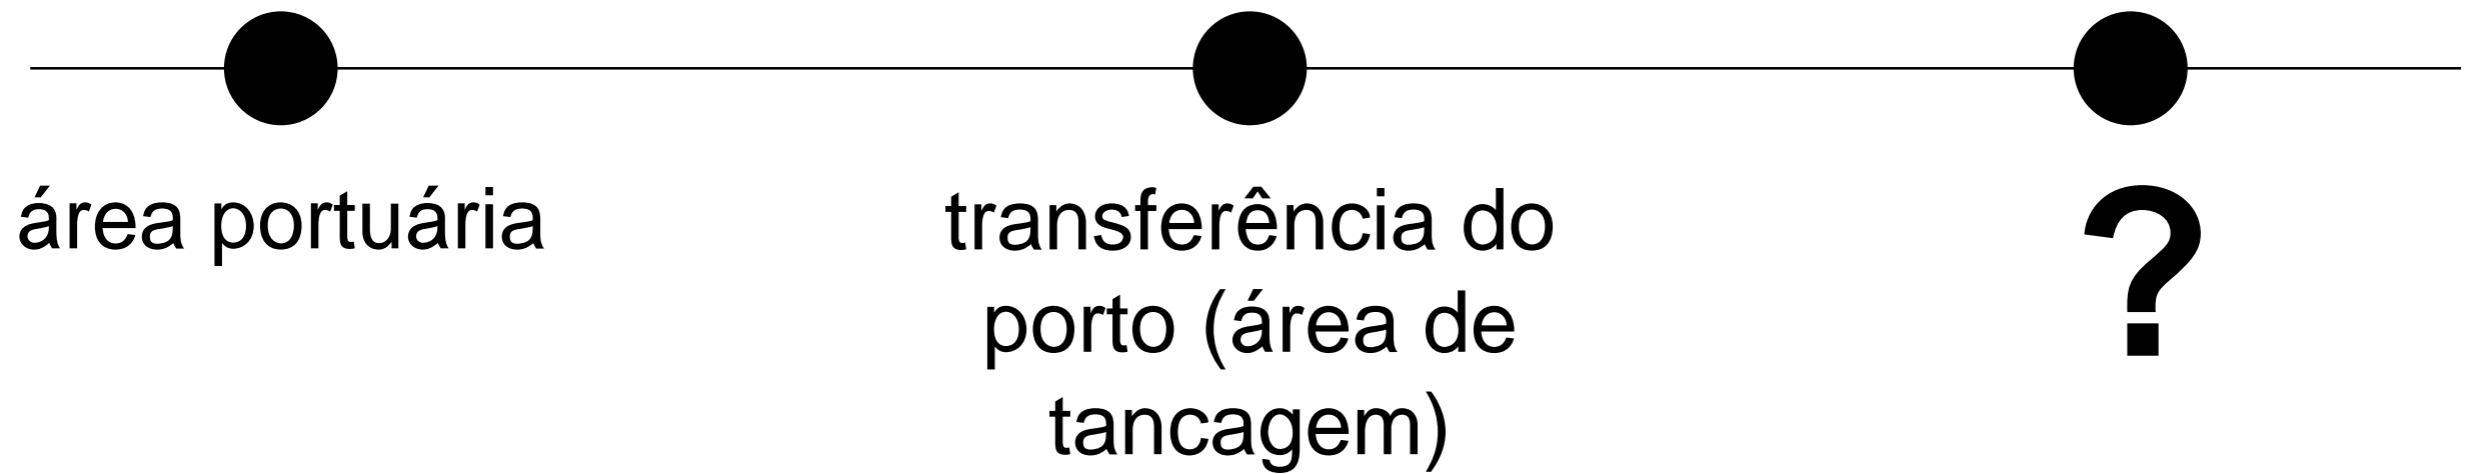 área portuária
transferência do
porto (área de
tancagem)
?